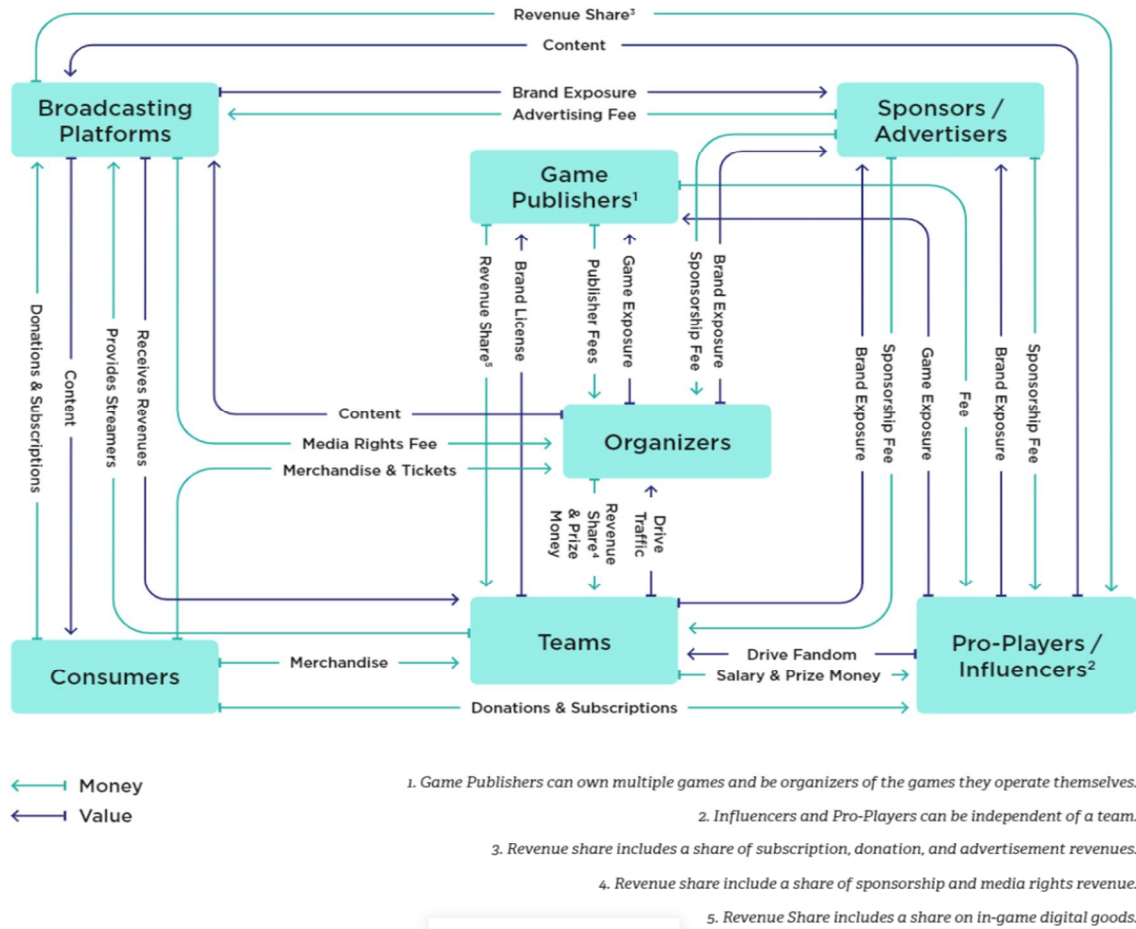 Revenue Share³
Content
Broadcasting
Platforms
Brand Exposure
Advertising Fee
Sponsors /
Advertisers
Game
Publishers¹
Donations & Subscriptions
Content
Provides Streamers
Receives Revenues
Revenue Share⁵
Brand License
Publisher Fees
Game Exposure
Sponsorship Fee
Brand Exposure
Brand Exposure
Sponsorship Fee
Game Exposure
Fee
Brand Exposure
Sponsorship Fee
Content
Media Rights Fee
Merchandise & Tickets
Organizers
Revenue
Share⁴
& Prize
Money
Drive
Traffic
Consumers
Merchandise
Teams
Drive Fandom
Salary & Prize Money
Pro-Players /
Influencers²
Donations & Subscriptions
Money
Value
1. Game Publishers can own multiple games and be organizers of the games they operate themselves.
2. Influencers and Pro-Players can be independent of a team.
3. Revenue share includes a share of subscription, donation, and advertisement revenues.
4. Revenue share include a share of sponsorship and media rights revenue.
5. Revenue Share includes a share on in-game digital goods.